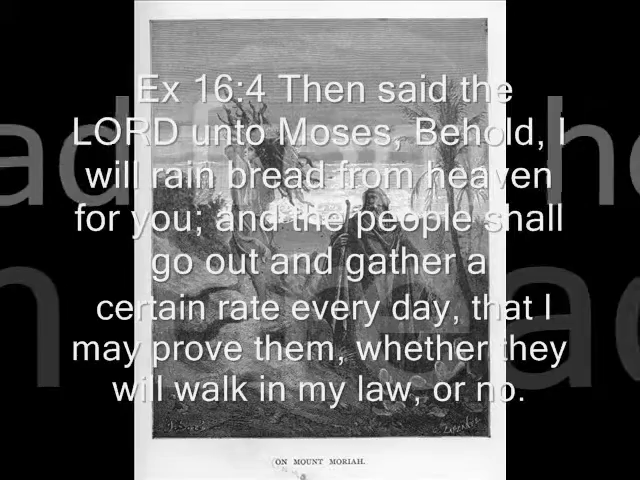 Ex 16:4 Then said the
LORD unto Moses, Behold, I
will rain bread from heaven
for you; and the people shall
go out and gather a
certain rate every day, that I
may prove them, whether they
will walk in my law, or no.
ON MOUNT MORIAH.